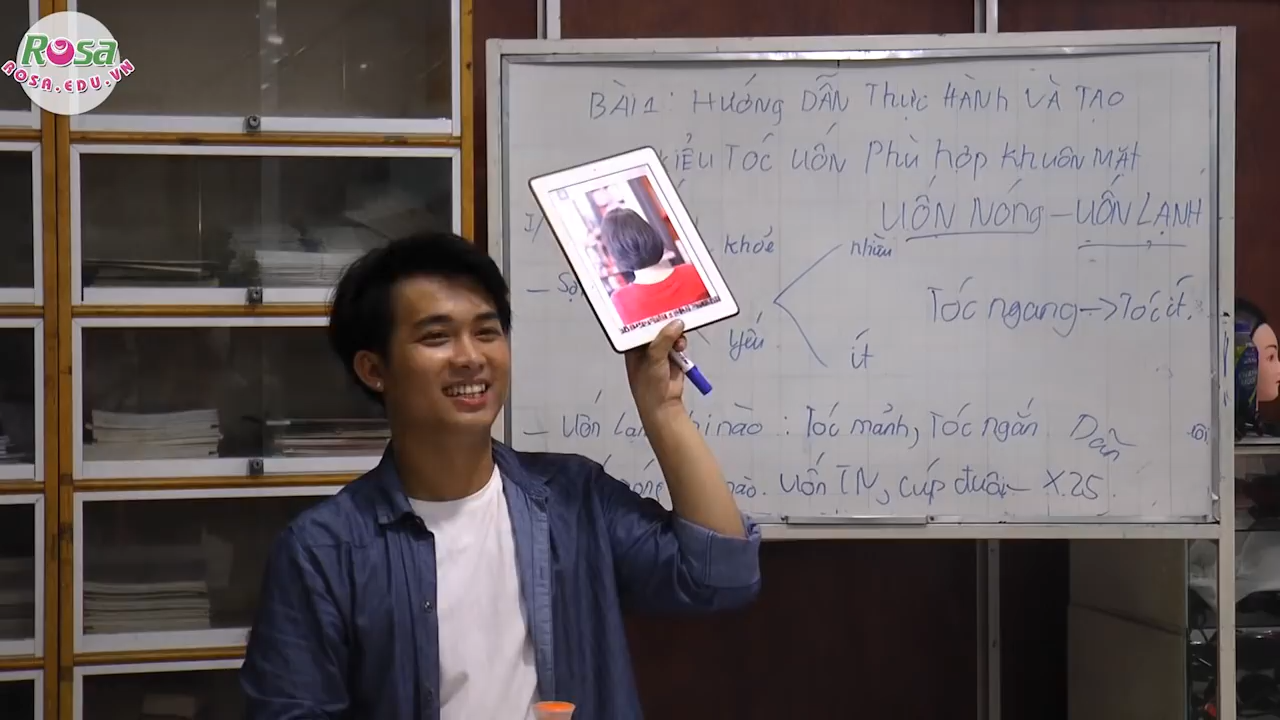 Rosa
ROSA.EDU.VN
BÀI 1: HƯỚNG DẪN THỰC HÀNH VÀ TẠO
KIỂU TÓC UỐN PHÙ HỢP KHUÔN MẶT
UỐN NÓNG - UỐN LẠNH
I/
khỏe
nhiều
Tóc ngang -> Tóc ít.
yếu
ít
- Uốn nào : Tóc mảnh, Tóc ngắn Dãn
nào. Uốn TN, cúp đuôi - X.25.